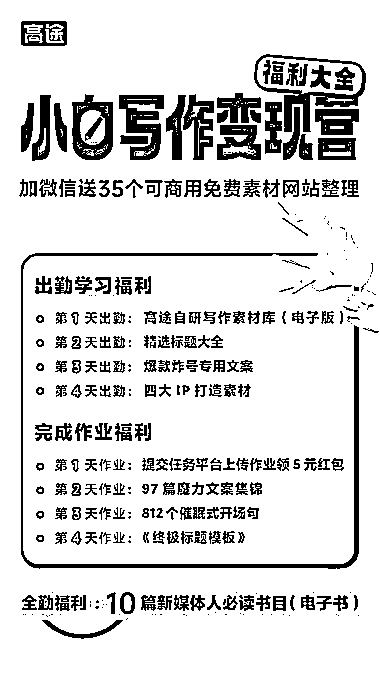 高途
福利大全
小白写作变现营
加微信送35个可商用免费素材网站整理
出勤学习福利
第1天出勤：高途自研写作素材库（电子版）
第2天出勤：精选标题大全
第3天出勤：爆款炸号专用文案
第4天出勤：四大IP打造素材
完成作业福利
第1天作业：提交任务平台上传作业领5元红包
第2天作业：97篇魔力文案集锦
第3天作业：812个催眠式开场句
第4天作业：《终极标题模板》
全勤福利：10篇新媒体人必读书目（电子书）